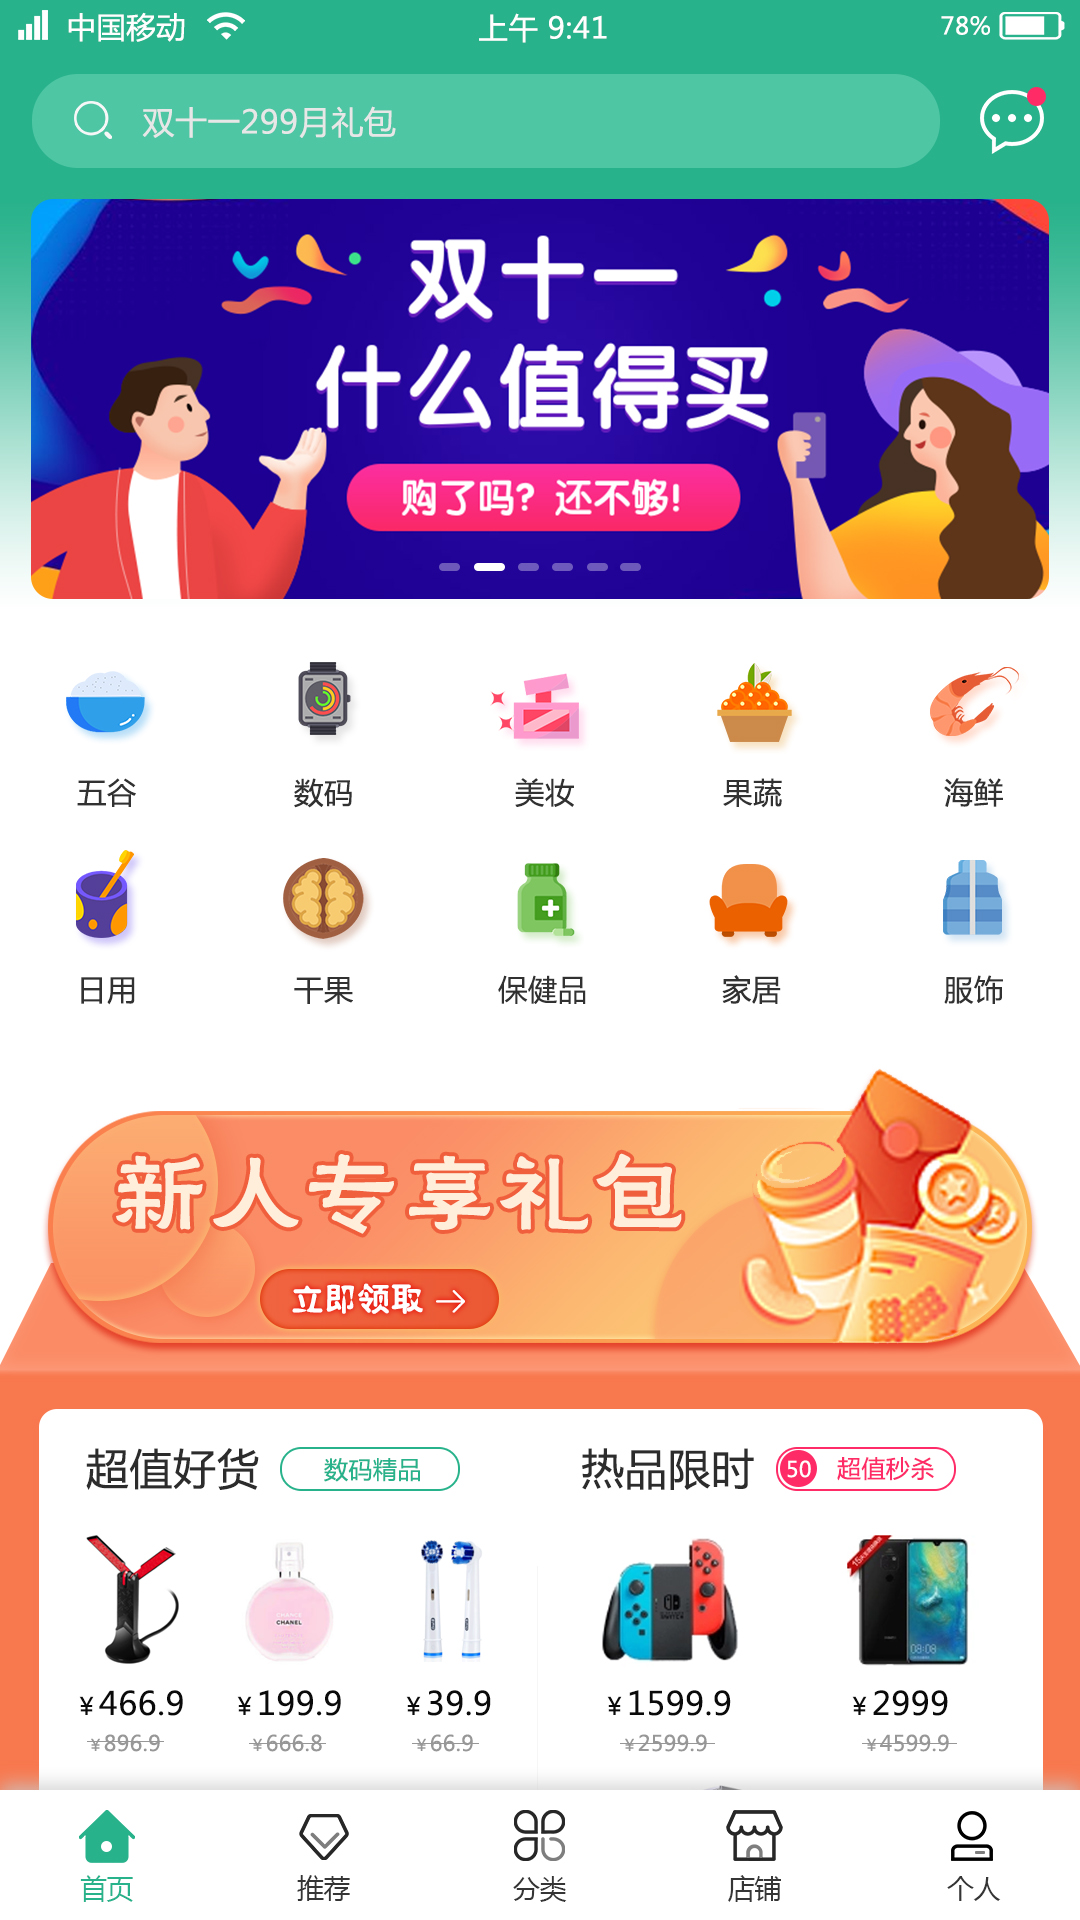 中国移动 上午 9:41 78%
双十一299月礼包
双十一
什么值得买
购了吗? 还不够!
五谷 数码 美妆 果蔬 海鲜
日用 干果 保健品 家居 服饰
新人专享礼包
立即领取 →
超值好货 数码精品 热品限时 50 超值秒杀
CHANEL
SWITCH
08:08
¥466.9 ¥199.9 ¥39.9 ¥1599.9 ¥2999
¥896.9 ¥666.8 ¥66.9 ¥2599.9 ¥4599.9
首页 推荐 分类 店铺 个人